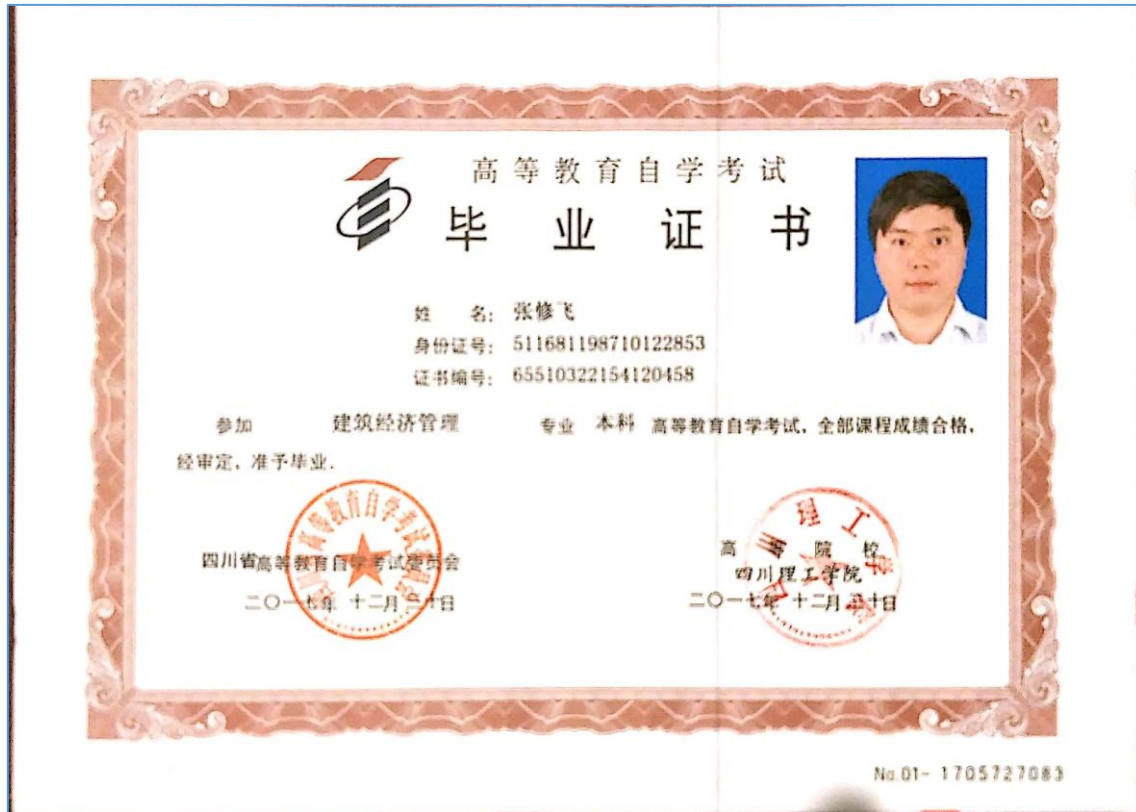 高等教育自学考试
毕业证书
姓 名: 张修飞
身份证号: 511681198710122853
证书编号: 65510322154120458
参加 建筑经济管理 专业 本科 高等教育自学考试, 全部课程成绩合格,
经审定, 准予毕业.
四川省高等教育自学考试委员会
二〇一七年 十二月 三十日
高等院校
四川理工学院
二〇一七年 十二月 三十日
No.01- 1705727083